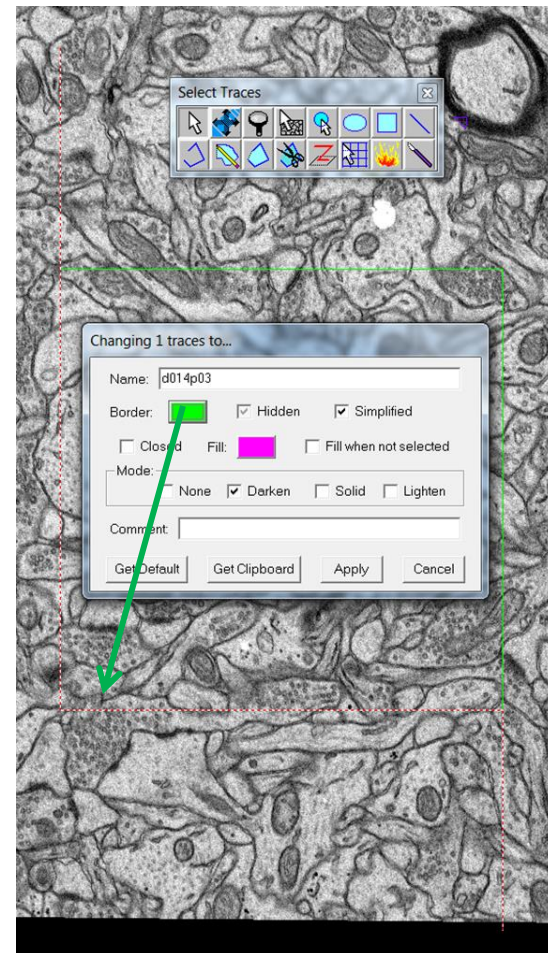 Select Traces
Changing 1 traces to...
Name: d014p03
Border: Hidden Simplified
Closed Fill: Fill when not selected
Mode:
None Darken Solid Lighten
Comment:
Get Default Get Clipboard Apply Cancel